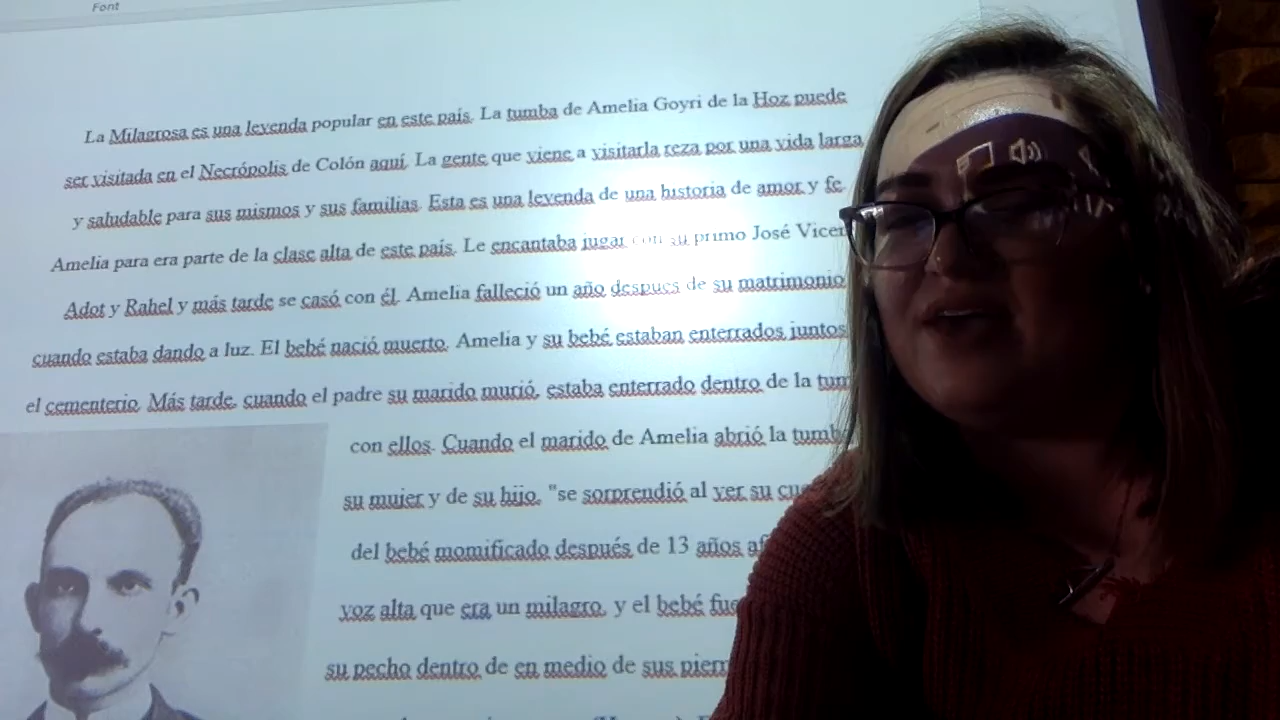 Font
La Milagrosa es una leyenda popular en este país. La tumba de Amelia Goyri de la Hoz puede
ser visitada en el Necrópolis de Colón aquí. La gente que viene a visitarla reza por una vida larga
y saludable para sus mismos y sus familias. Esta es una leyenda de una historia de amor y fe.
Amelia para era parte de la clase alta de este país. Le encantaba jugar con su primo José Vicen
Adot y Rahel y más tarde se casó con él. Amelia falleció un año despues de su matrimonio
cuando estaba dando a luz. El bebé nació muerto. Amelia y su bebé estaban enterrados juntos
el cementerio. Más tarde, cuando el padre su marido murió, estaba enterrado dentro de la tum
con ellos. Cuando el marido de Amelia abrió la tumb
su mujer y de su hijo, "se sorprendió al ver su cu
del bebé momificado después de 13 años af
voz alta que era un milagro, y el bebé fue
su pecho dentro de en medio de sus piern